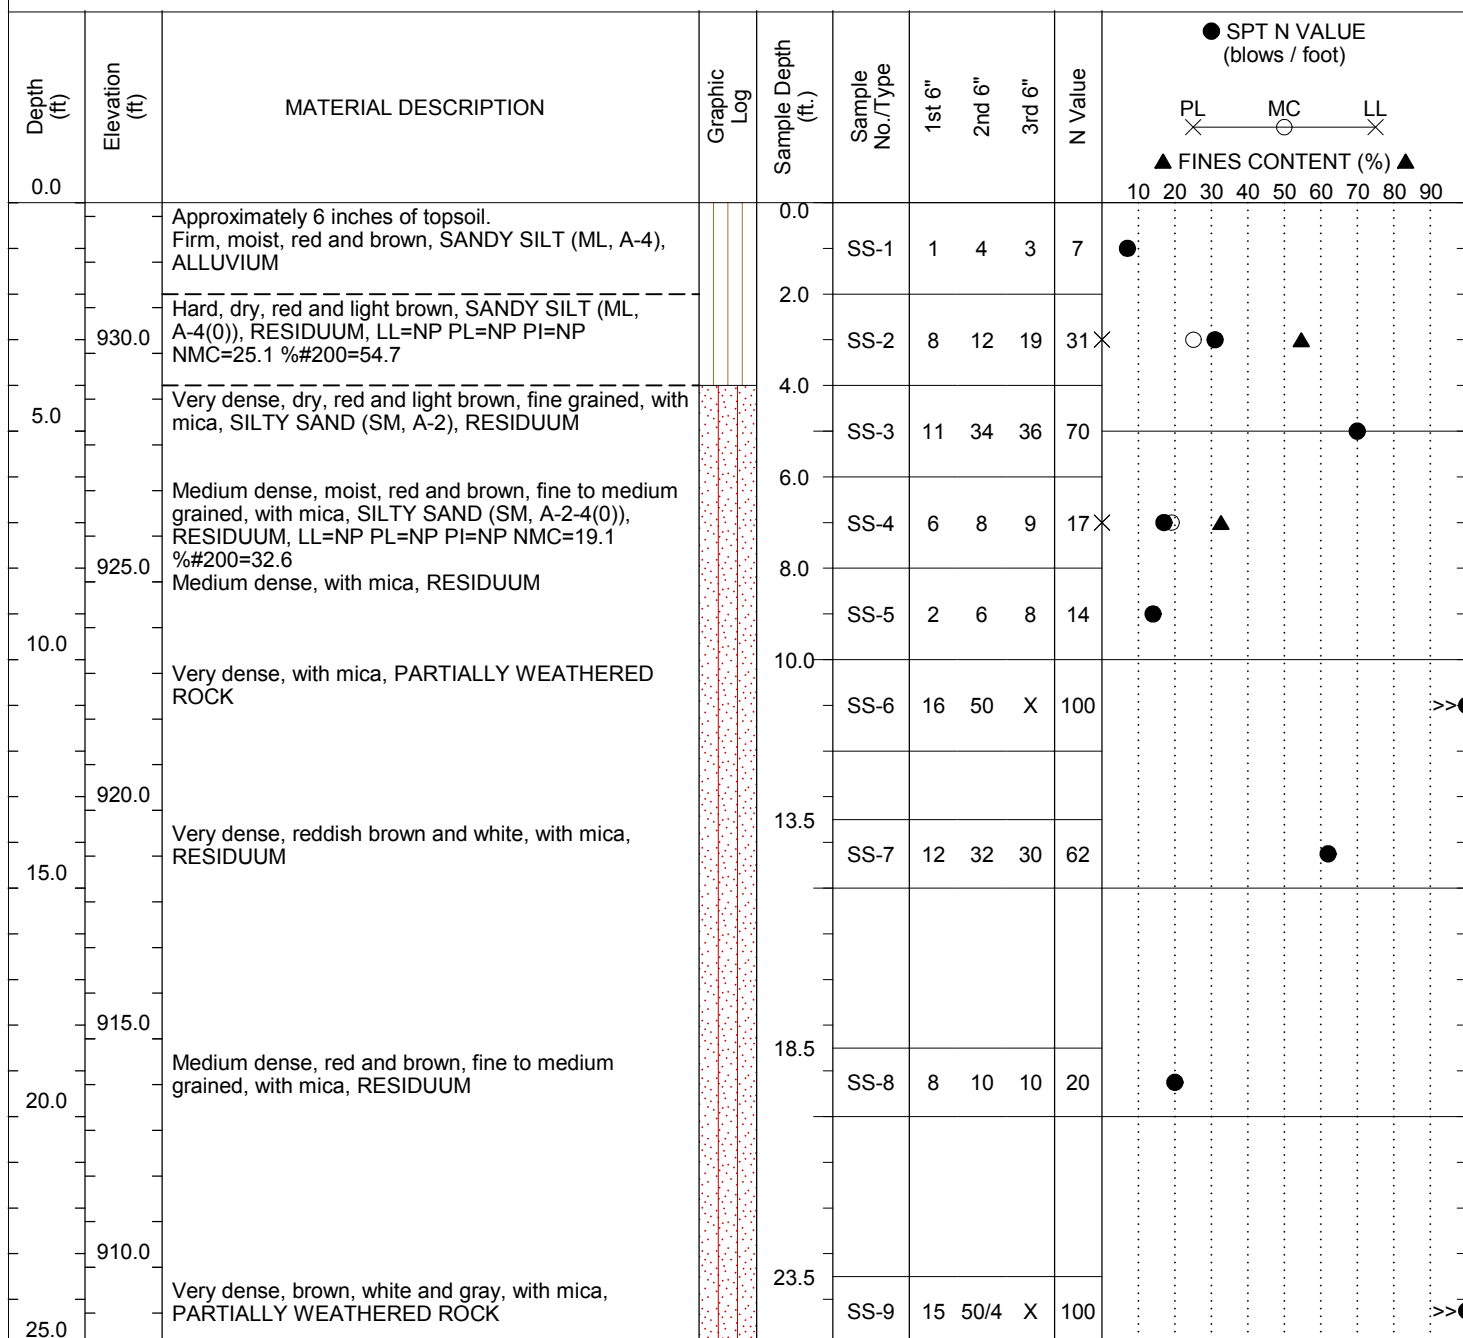 Depth (ft)
Elevation (ft)
MATERIAL DESCRIPTION
Graphic Log
Sample Depth (ft.)
Sample No./Type
1st 6"
2nd 6"
3rd 6"
N Value
● SPT N VALUE
(blows / foot)
PL MC LL
▲ FINES CONTENT (%) ▲
10 20 30 40 50 60 70 80 90
0.0
0.0
Approximately 6 inches of topsoil.
Firm, moist, red and brown, SANDY SILT (ML, A-4),
ALLUVIUM
SS-1 1 4 3 7
2.0
Hard, dry, red and light brown, SANDY SILT (ML,
A-4(0)), RESIDUUM, LL=NP PL=NP PI=NP
NMC=25.1 %#200=54.7
930.0
SS-2 8 12 19 31
4.0
Very dense, dry, red and light brown, fine grained, with
mica, SILTY SAND (SM, A-2), RESIDUUM
5.0
SS-3 11 34 36 70
6.0
Medium dense, moist, red and brown, fine to medium
grained, with mica, SILTY SAND (SM, A-2-4(0)),
RESIDUUM, LL=NP PL=NP PI=NP NMC=19.1
%#200=32.6
SS-4 6 8 9 17
925.0
8.0
Medium dense, with mica, RESIDUUM
SS-5 2 6 8 14
10.0
10.0
Very dense, with mica, PARTIALLY WEATHERED
ROCK
SS-6 16 50 X 100
>>
920.0
13.5
Very dense, reddish brown and white, with mica,
RESIDUUM
SS-7 12 32 30 62
15.0
915.0
18.5
Medium dense, red and brown, fine to medium
grained, with mica, RESIDUUM
SS-8 8 10 10 20
20.0
910.0
23.5
Very dense, brown, white and gray, with mica,
PARTIALLY WEATHERED ROCK
SS-9 15 50/4 X 100
>>
25.0